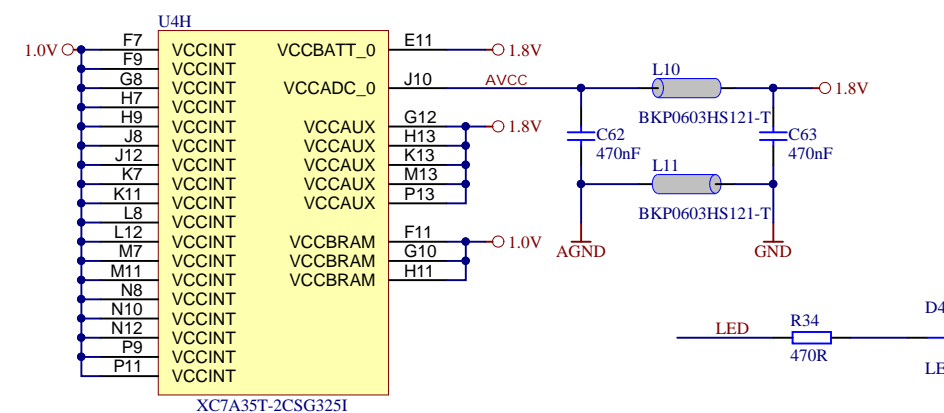 U4H
1.0V
F7 VCCINT VCCBATT_0 E11 1.8V
F9 VCCINT
G8 VCCINT VCCADC_0 J10 AVCC L10 1.8V
H7 VCCINT BKP0603HS121-T
H9 VCCINT VCCAUX G12 1.8V
J8 VCCINT VCCAUX H13 C62 C63
J12 VCCINT VCCAUX K13 470nF 470nF
K7 VCCINT VCCAUX M13 L11
K11 VCCINT VCCAUX P13 BKP0603HS121-T
L8 VCCINT
L12 VCCINT VCCBRAM F11 1.0V
M7 VCCINT VCCBRAM G10 AGND GND
M11 VCCINT VCCBRAM H11
N8 VCCINT
N10 VCCINT
N12 VCCINT
P9 VCCINT
P11 VCCINT
XC7A35T-2CSG325I
LED R34 D4
470R LE